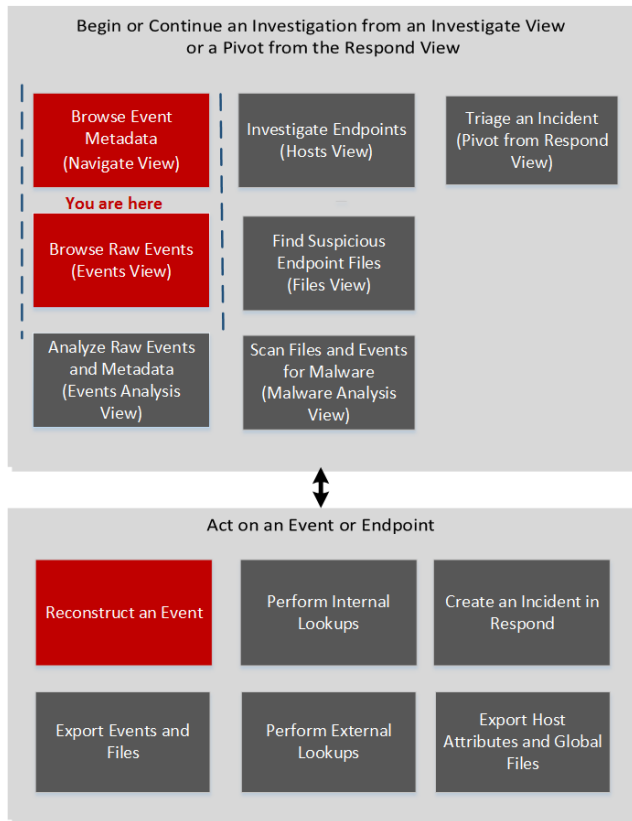 Begin or Continue an Investigation from an Investigate View
or a Pivot from the Respond View
Browse Event
Metadata
(Navigate View)
Investigate Endpoints
(Hosts View)
Triage an Incident
(Pivot from Respond
View)
You are here
Browse Raw Events
(Events View)
Find Suspicious
Endpoint Files
(Files View)
Analyze Raw Events
and Metadata
(Events Analysis
View)
Scan Files and Events
for Malware
(Malware Analysis
View)
Act on an Event or Endpoint
Reconstruct an Event
Perform Internal
Lookups
Create an Incident in
Respond
Export Events and
Files
Perform External
Lookups
Export Host
Attributes and Global
Files